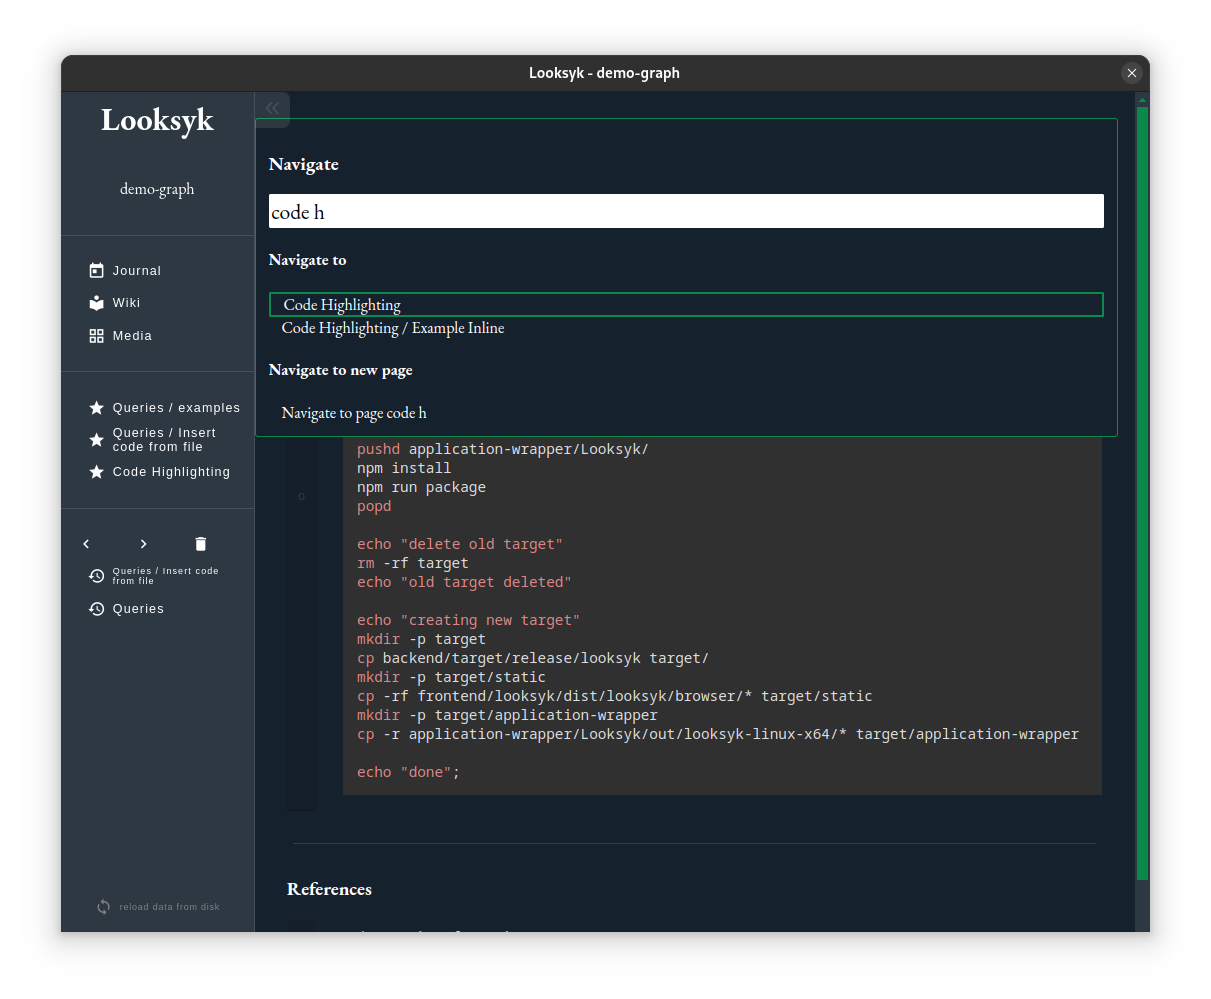 Looksyk - demo-graph
Looksyk
demo-graph
Journal
Wiki
Media
Queries / examples
Queries / Insert
code from file
Code Highlighting
Queries / Insert code
from file
Queries
reload data from disk
Navigate
code h
Navigate to
Code Highlighting
Code Highlighting / Example Inline
Navigate to new page
Navigate to page code h
pushd application-wrapper/Looksyk/
npm install
npm run package
popd
echo "delete old target"
rm -rf target
echo "old target deleted"
echo "creating new target"
mkdir -p target
cp backend/target/release/looksyk target/
mkdir -p target/static
cp -rf frontend/looksyk/dist/looksyk/browser/* target/static
mkdir -p target/application-wrapper
cp -r application-wrapper/Looksyk/out/looksyk-linux-x64/* target/application-wrapper
echo "done";
References